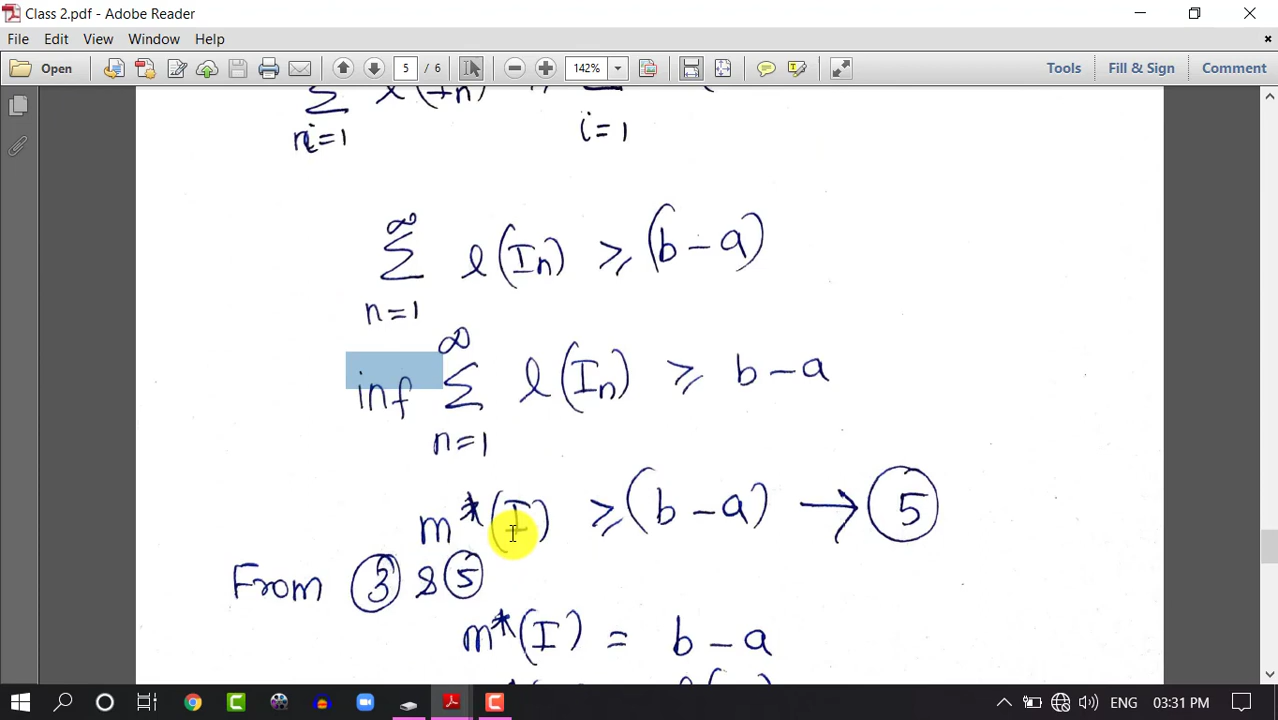 Class 2.pdf - Adobe Reader
File Edit View Window Help
Open 5 / 6 142% Tools Fill & Sign Comment
n i=1 i=1
∞
Σ l(In) ≥ (b-a)
n=1
∞
inf Σ l(In) ≥ b-a
n=1
m*(I) ≥ (b-a) → 5
From 3 & 5
m*(I) = b-a
ENG 03:31 PM